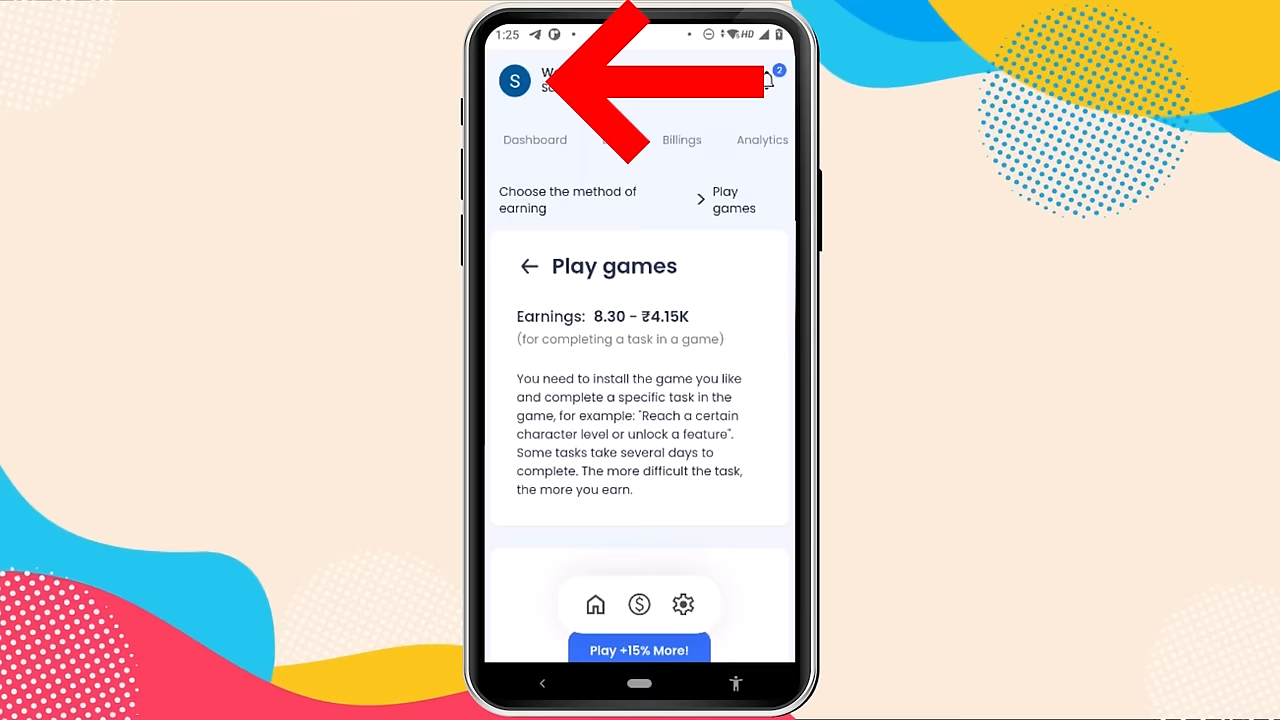 1:25
HD
S
2
Dashboard
Billings
Analytics
Choose the method of
earning
Play
games
Play games
Earnings: 8.30 - ₹4.15K
(for completing a task in a game)
You need to install the game you like
and complete a specific task in the
game, for example: "Reach a certain
character level or unlock a feature".
Some tasks take several days to
complete. The more difficult the task,
the more you earn.
Play +15% More!